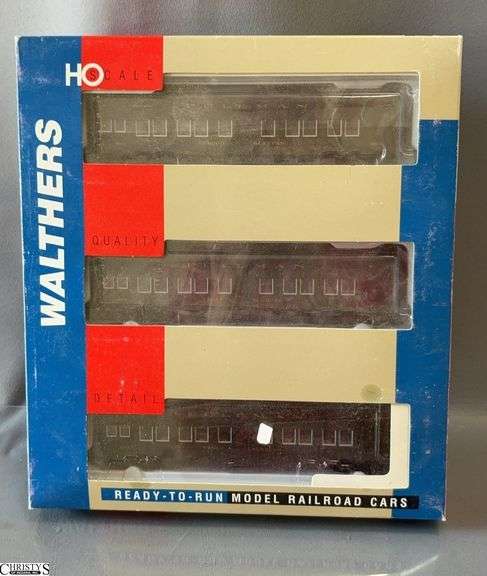 HO SCALE
QUALITY
DETAIL
WALTHERS
READY-TO-RUN MODEL RAILROAD CARS
CHRISTY'S